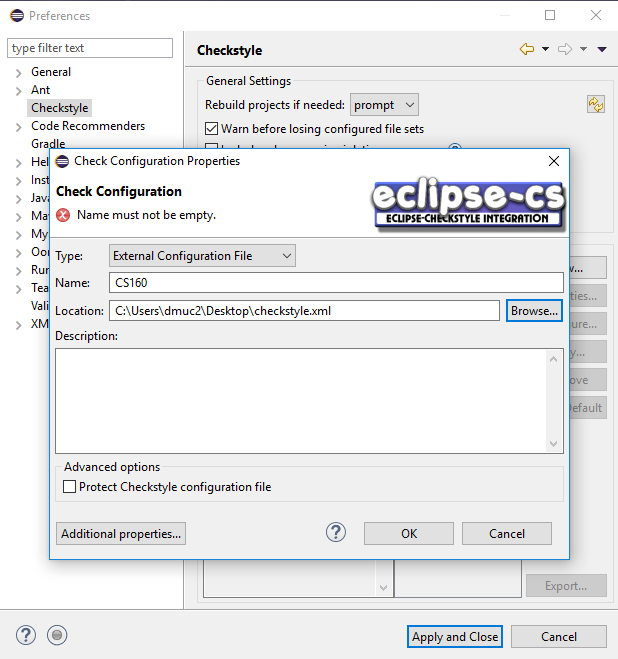 Preferences
type filter text
General
Ant
Checkstyle
Code Recommenders
Gradle
Checkstyle
General Settings
Rebuild projects if needed: prompt
Warn before losing configured file sets
Check Configuration Properties
Check Configuration
Name must not be empty.
eclipse-cs
ECLIPSE-CHECKSTYLE INTEGRATION
Type: External Configuration File
Name: CS160
Location: C:\Users\dmuc2\Desktop\checkstyle.xml Browse...
Description:
Advanced options
Protect Checkstyle configuration file
Additional properties... ? OK Cancel
Hel
Inst
Java
May
My
Oor
Run
Tea
Vali
XM
w...
ties...
ure...
y...
ove
Default
Export...
? Apply and Close Cancel